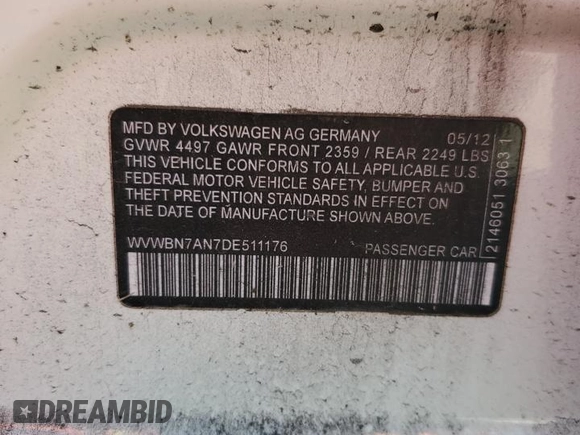 MFD BY VOLKSWAGEN AG GERMANY 05/12
GVWR 4497 GAWR FRONT 2359 / REAR 2249 LBS
THIS VEHICLE CONFORMS TO ALL APPLICABLE U.S.
FEDERAL MOTOR VEHICLE SAFETY, BUMPER AND
THEFT PREVENTION STANDARDS IN EFFECT ON
THE DATE OF MANUFACTURE SHOWN ABOVE.
WVWBN7AN7DE511176 PASSENGER CAR
2146051 3063 1
DREAMBID